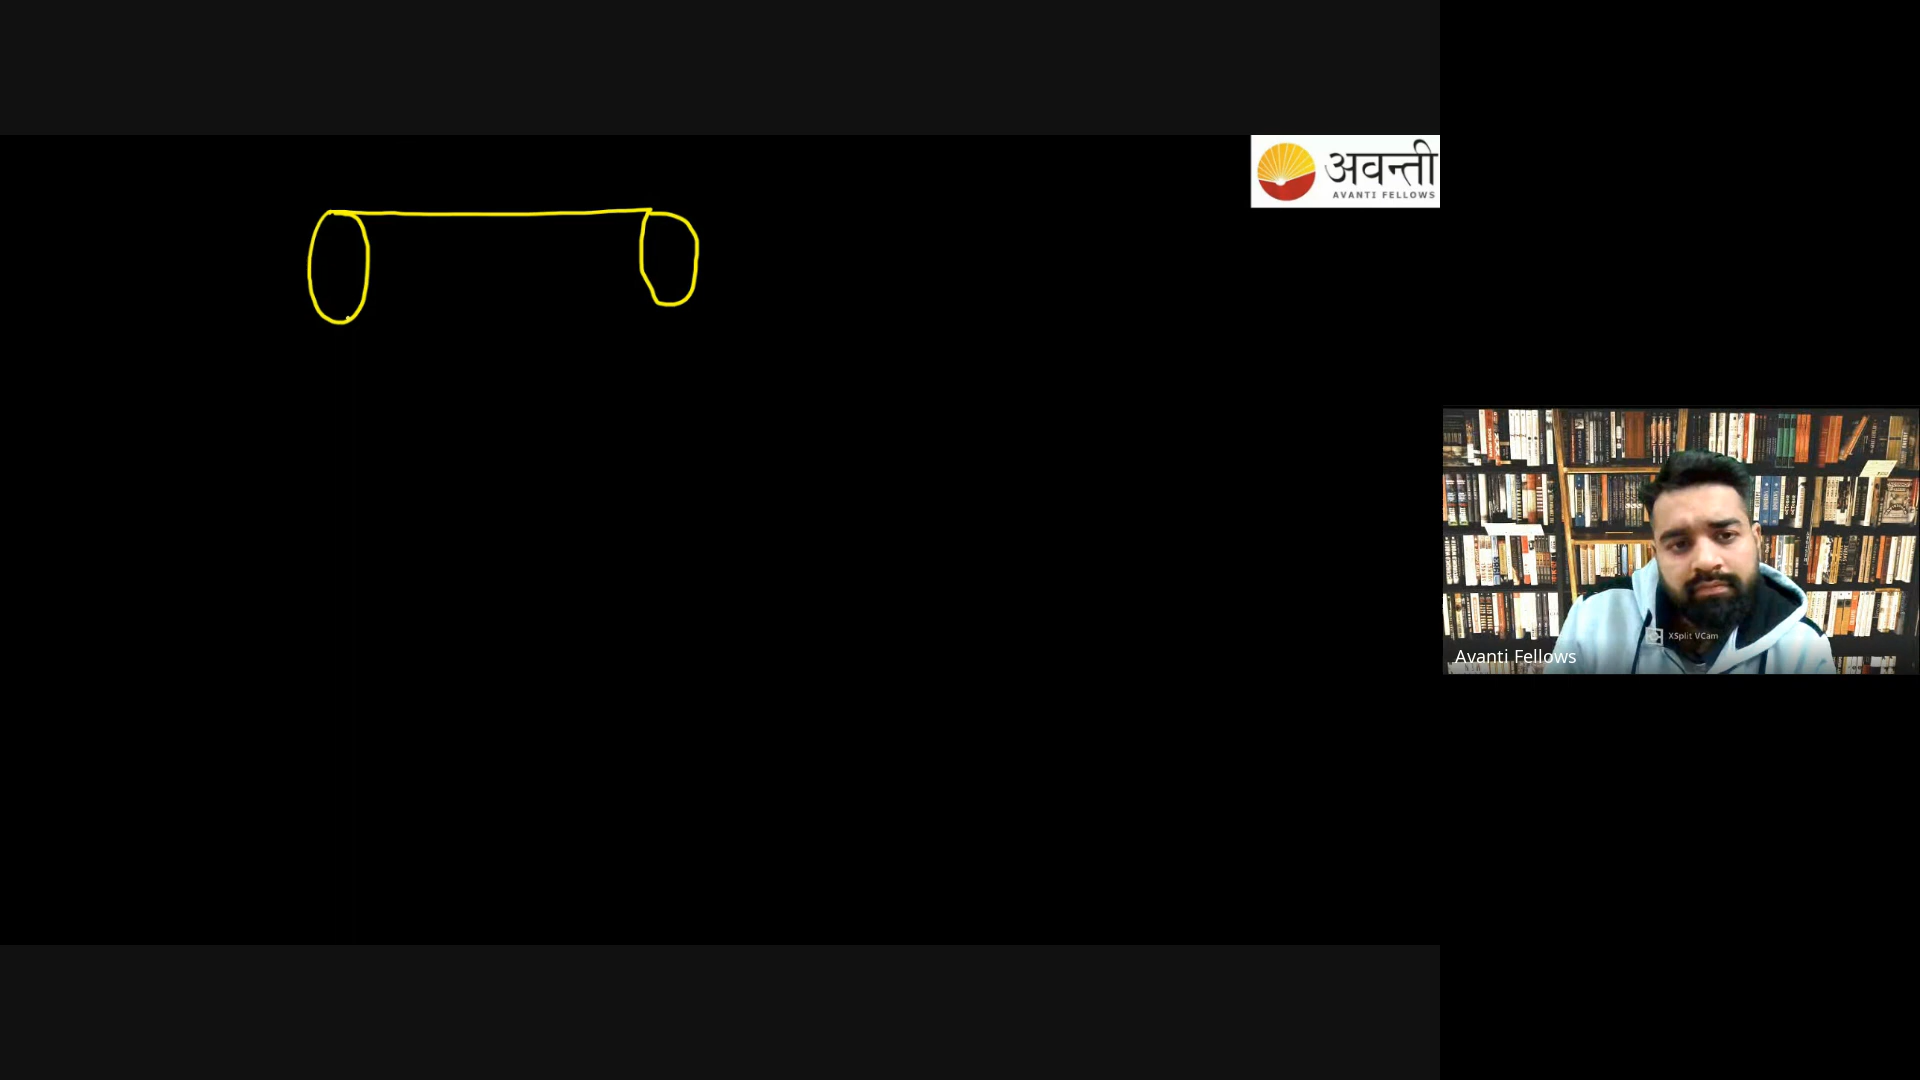 अवन्ती
AVANTI FELLOWS
XSplit VCam
Avanti Fellows